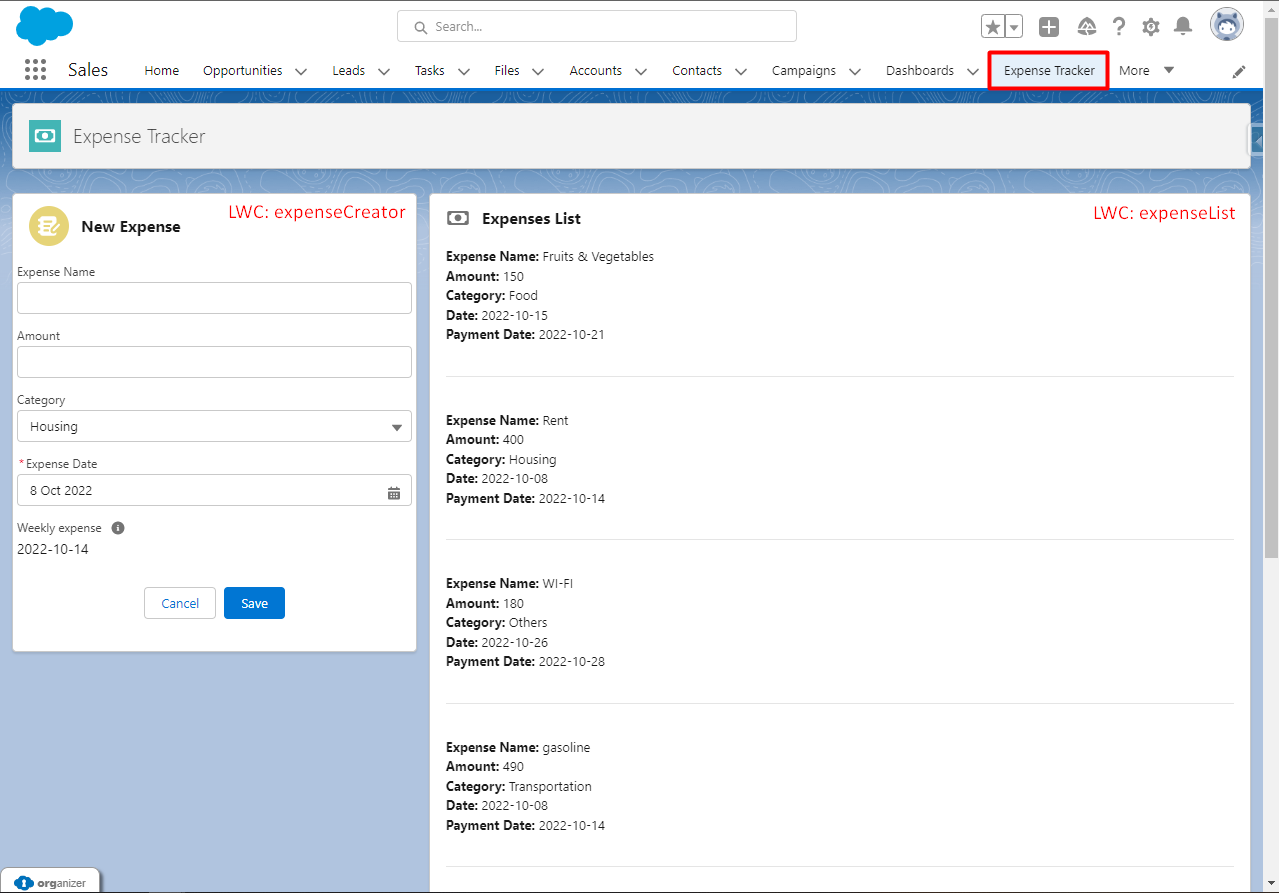 Search...
Sales
Home
Opportunities
Leads
Tasks
Files
Accounts
Contacts
Campaigns
Dashboards
Expense Tracker
More
Expense Tracker
New Expense
LWC: expenseCreator
Expense Name
Amount
Category
Housing
*Expense Date
8 Oct 2022
Weekly expense
2022-10-14
Cancel
Save
Expenses List
LWC: expenseList
Expense Name: Fruits & Vegetables
Amount: 150
Category: Food
Date: 2022-10-15
Payment Date: 2022-10-21
Expense Name: Rent
Amount: 400
Category: Housing
Date: 2022-10-08
Payment Date: 2022-10-14
Expense Name: WI-FI
Amount: 180
Category: Others
Date: 2022-10-26
Payment Date: 2022-10-28
Expense Name: gasoline
Amount: 490
Category: Transportation
Date: 2022-10-08
Payment Date: 2022-10-14
organizer